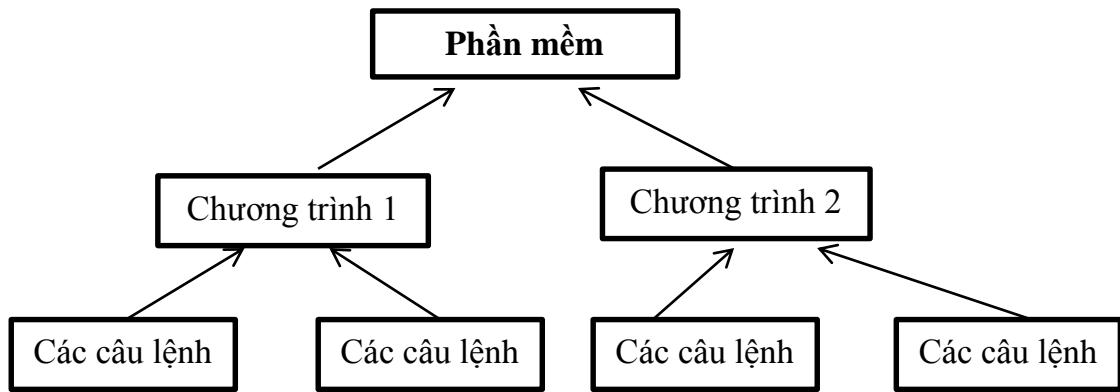 Phần mềm
Chương trình 1
Chương trình 2
Các câu lệnh
Các câu lệnh
Các câu lệnh
Các câu lệnh